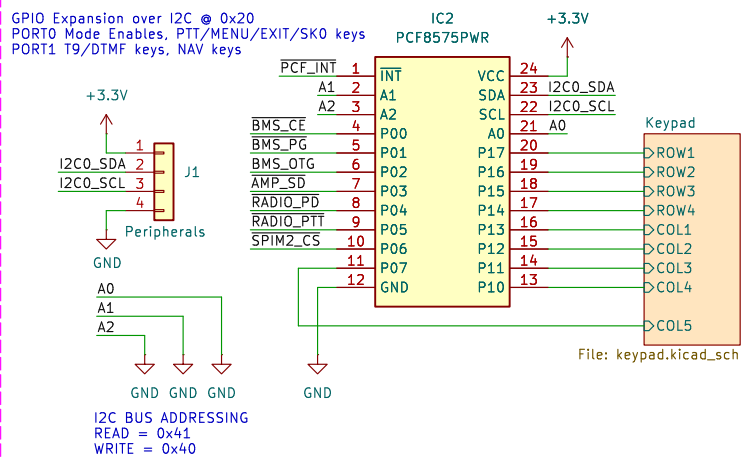 GPIO Expansion over I2C @ 0x20
PORT0 Mode Enables, PTT/MENU/EXIT/SK0 keys
PORT1 T9/DTMF keys, NAV keys
IC2
PCF8575PWR
+3.3V
PCF_INT 1 INT VCC 24
A1 2 A1 SDA 23 I2C0_SDA
A2 3 A2 SCL 22 I2C0_SCL
BMS_CE 4 P00 A0 21 A0
BMS_PG 5 P01 P17 20
BMS_OTG 6 P02 P16 19
AMP_SD 7 P03 P15 18
RADIO_PD 8 P04 P14 17
RADIO_PTT 9 P05 P13 16
SPIM2_CS 10 P06 P12 15
11 P07 P11 14
12 GND P10 13
GND
Keypad
ROW1
ROW2
ROW3
ROW4
COL1
COL2
COL3
COL4
COL5
File: keypad.kicad_sch
+3.3V
1
I2C0_SDA 2 J1
I2C0_SCL 3
4
Peripherals
GND
A0
A1
A2
GND GND GND
I2C BUS ADDRESSING
READ = 0x41
WRITE = 0x40